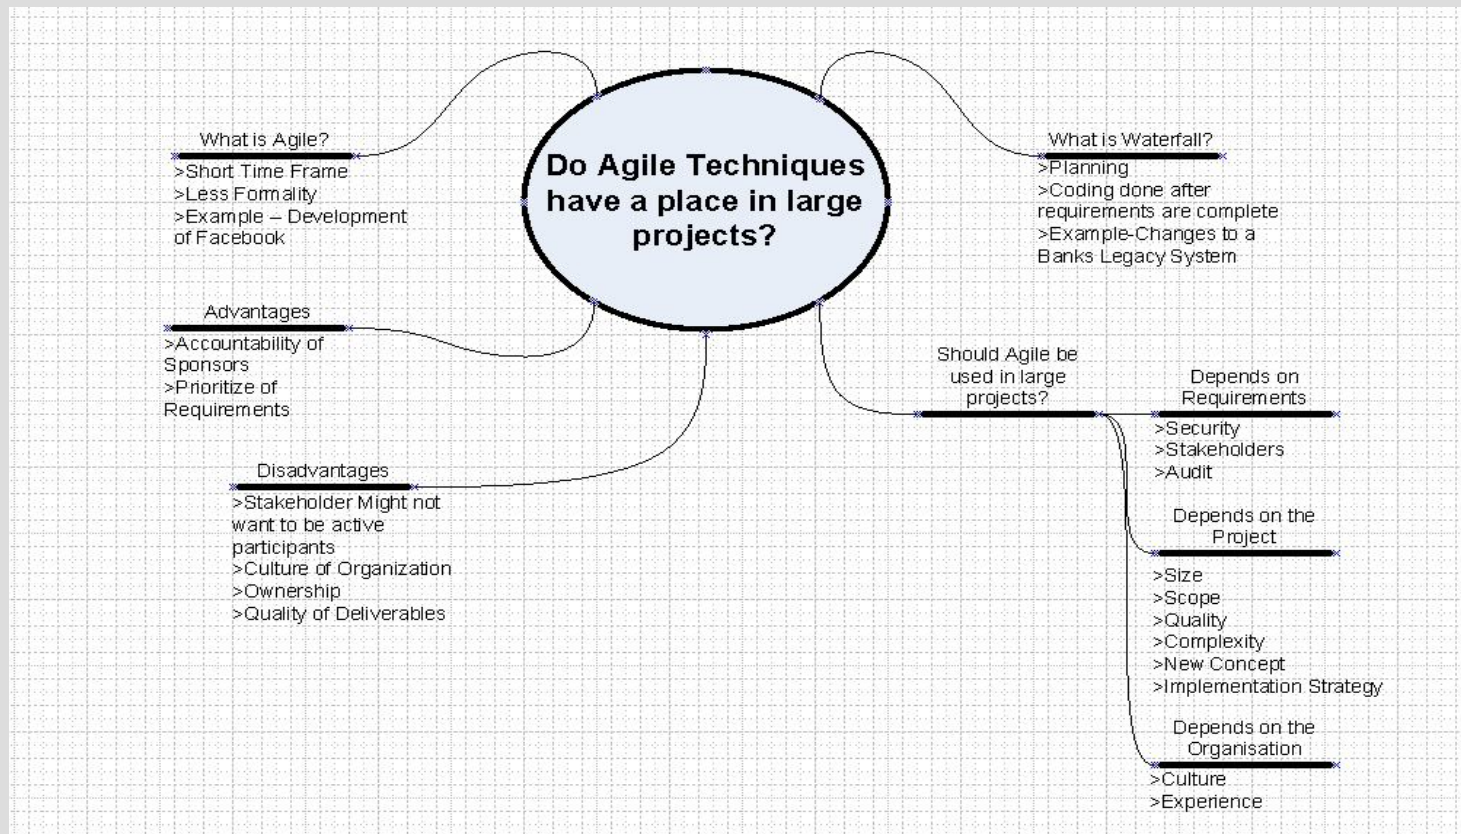 Do Agile Techniques
have a place in large
projects?
What is Agile?
>Short Time Frame
>Less Formality
>Example – Development
of Facebook
What is Waterfall?
>Planning
>Coding done after
requirements are complete
>Example-Changes to a
Banks Legacy System
Advantages
>Accountability of
Sponsors
>Prioritize of
Requirements
Disadvantages
>Stakeholder Might not
want to be active
participants
>Culture of Organization
>Ownership
>Quality of Deliverables
Should Agile be
used in large
projects?
Depends on
Requirements
>Security
>Stakeholders
>Audit
Depends on the
Project
>Size
>Scope
>Quality
>Complexity
>New Concept
>Implementation Strategy
Depends on the
Organisation
>Culture
>Experience